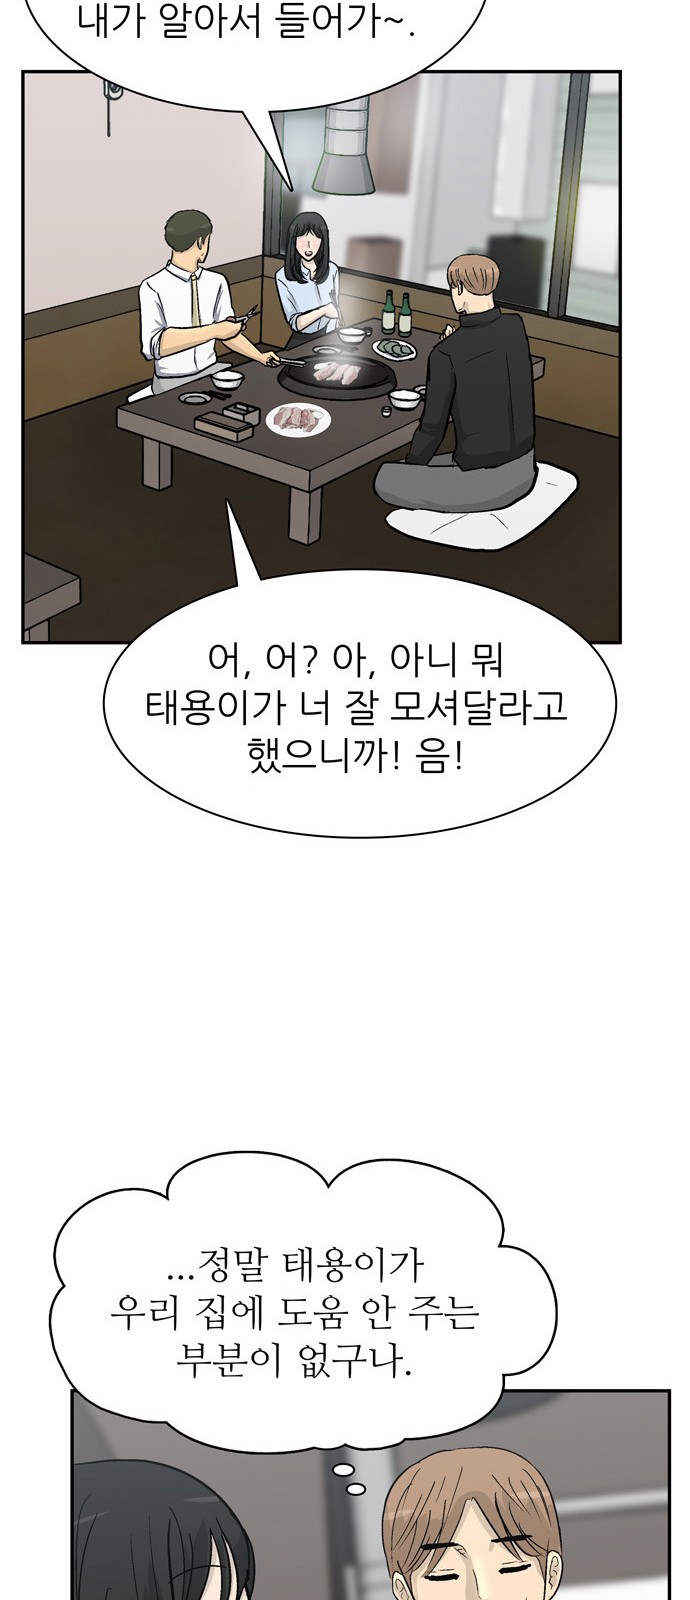 내가 알아서 들어가~.
어, 어? 아, 아니 뭐
태용이가 너 잘 모셔달라고
했으니까! 음!
...정말 태용이가
우리 집에 도움 안 주는
부분이 없구나.